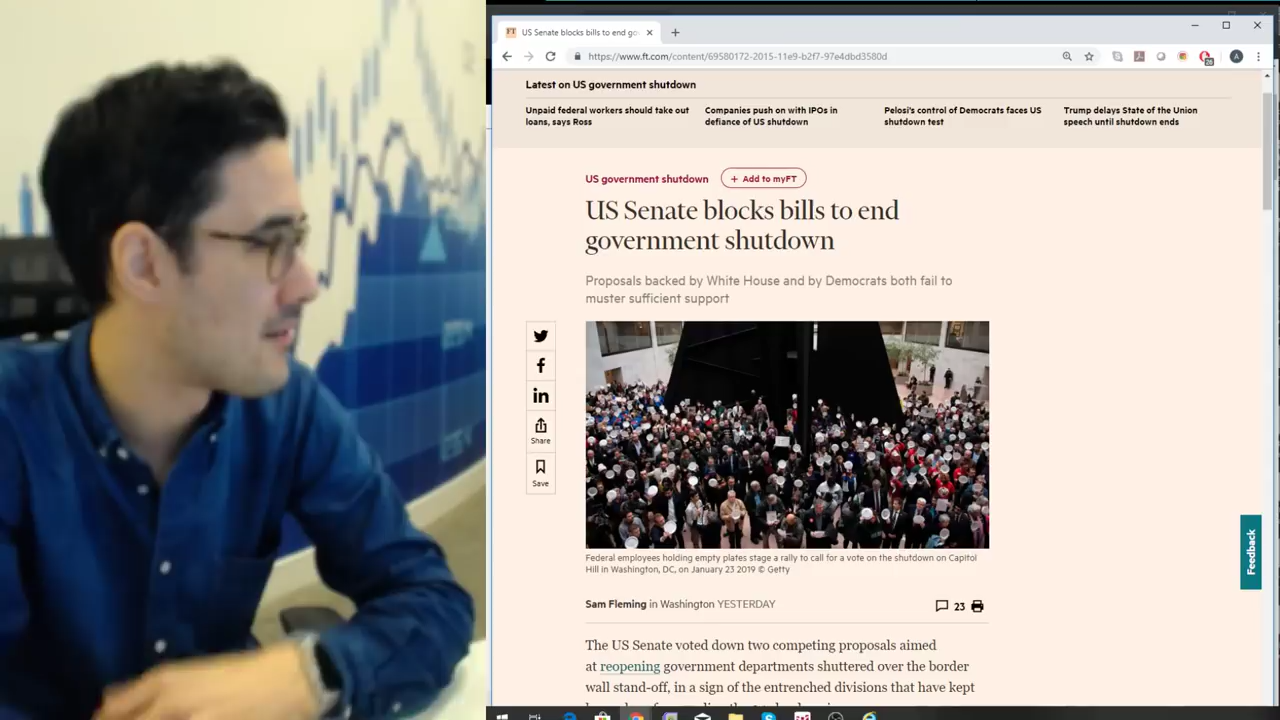 FT US Senate blocks bills to end go
https://www.ft.com/content/69580172-2015-11e9-b2f7-97e4dbd3580d
A
Latest on US government shutdown
Unpaid federal workers should take out
loans, says Ross
Companies push on with IPOs in
defiance of US shutdown
Pelosi's control of Democrats faces US
shutdown test
Trump delays State of the Union
speech until shutdown ends
US government shutdown + Add to myFT
US Senate blocks bills to end
government shutdown
Proposals backed by White House and by Democrats both fail to
muster sufficient support
Share
Save
Federal employees holding empty plates stage a rally to call for a vote on the shutdown on Capitol
Hill in Washington, DC, on January 23 2019 © Getty
Sam Fleming in Washington YESTERDAY
23
Feedback
The US Senate voted down two competing proposals aimed
at reopening government departments shuttered over the border
wall stand-off, in a sign of the entrenched divisions that have kept